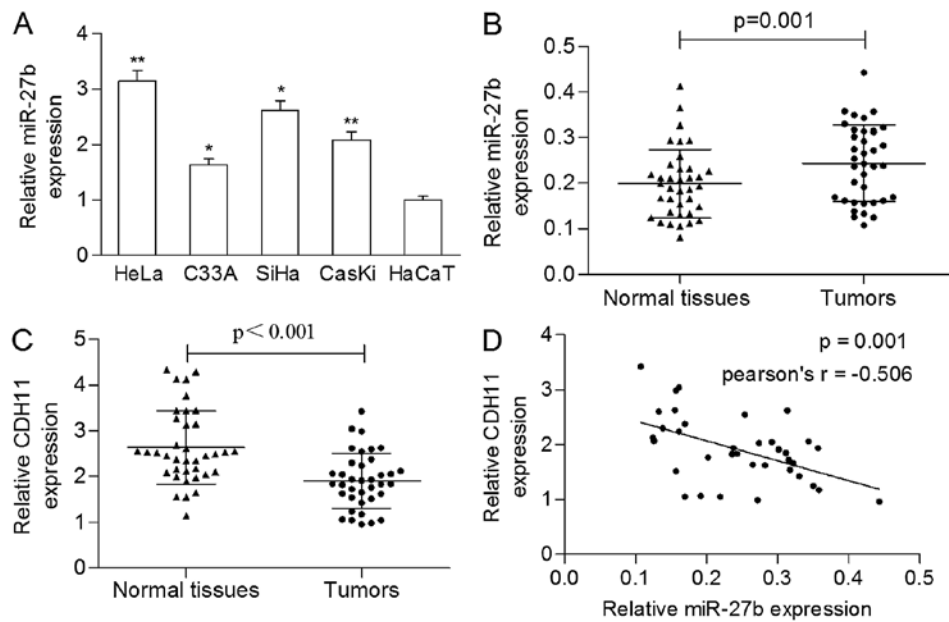 A
Relative miR-27b
expression
4
3
2
1
0
**
*
*
**
HeLa C33A SiHa CasKi HaCaT
B
Relative miR-27b
expression
p=0.001
0.5
0.4
0.3
0.2
0.1
0.0
Normal tissues Tumors
C
Relative CDH11
expression
p< 0.001
5
4
3
2
1
0
Normal tissues Tumors
D
Relative CDH11
expression
p = 0.001
pearson's r = -0.506
4
3
2
1
0
0.0 0.1 0.2 0.3 0.4 0.5
Relative miR-27b expression